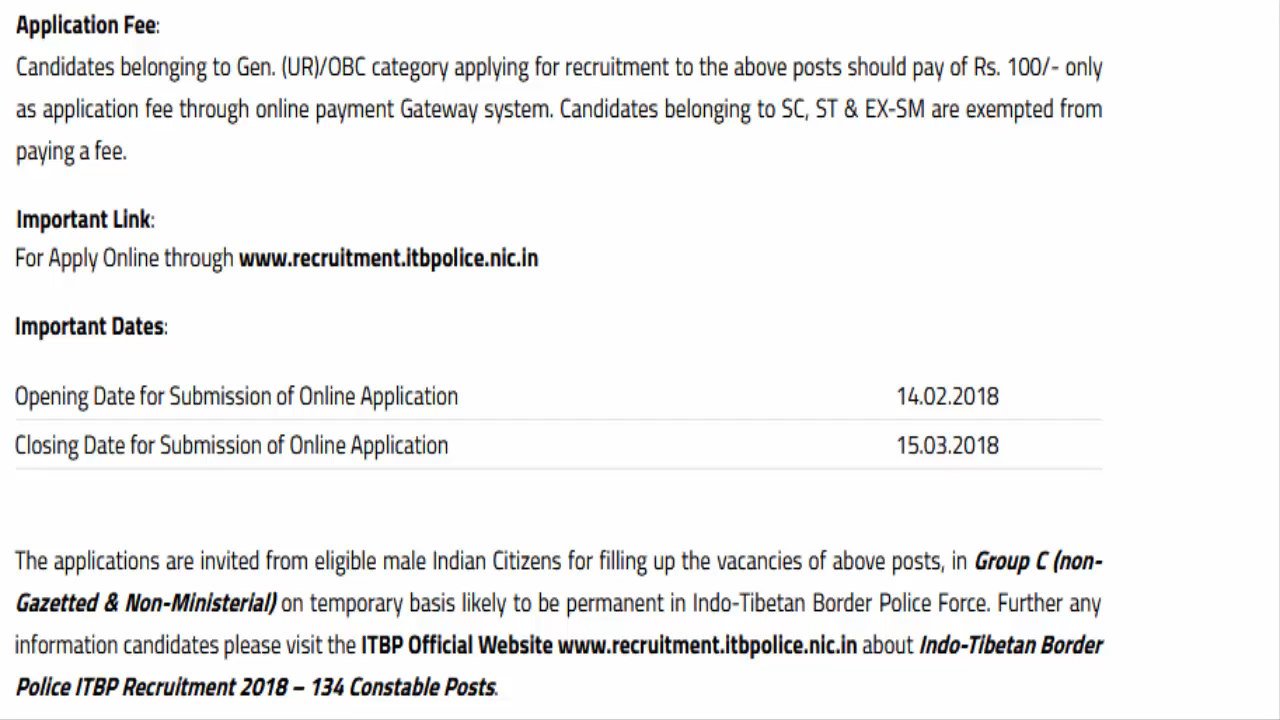 Application Fee:
Candidates belonging to Gen. (UR)/OBC category applying for recruitment to the above posts should pay of Rs. 100/- only
as application fee through online payment Gateway system. Candidates belonging to SC, ST & EX-SM are exempted from
paying a fee.
Important Link:
For Apply Online through www.recruitment.itbpolice.nic.in
Important Dates:
Opening Date for Submission of Online Application 14.02.2018
Closing Date for Submission of Online Application 15.03.2018
The applications are invited from eligible male Indian Citizens for filling up the vacancies of above posts, in Group C (non-
Gazetted & Non-Ministerial) on temporary basis likely to be permanent in Indo-Tibetan Border Police Force. Further any
information candidates please visit the ITBP Official Website www.recruitment.itbpolice.nic.in about Indo-Tibetan Border
Police ITBP Recruitment 2018 – 134 Constable Posts.